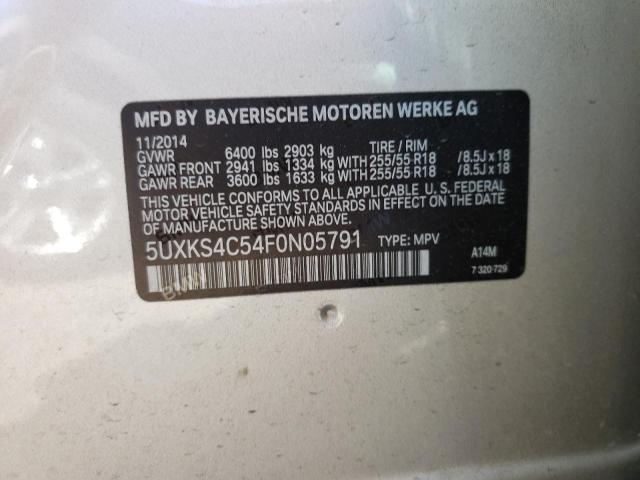 MFD BY BAYERISCHE MOTOREN WERKE AG
11/2014 TIRE / RIM
GVWR 6400 lbs 2903 kg
GAWR FRONT 2941 lbs 1334 kg WITH 255/55 R18 /8.5J x 18
GAWR REAR 3600 lbs 1633 kg WITH 255/55 R18 /8.5J x 18
THIS VEHICLE CONFORMS TO ALL APPLICABLE U. S. FEDERAL
MOTOR VEHICLE SAFETY STANDARDS IN EFFECT ON THE DATE
OF MANUFACTURE SHOWN ABOVE.
5UXKS4C54F0N05791 TYPE: MPV A14M
7 320 729
BMW